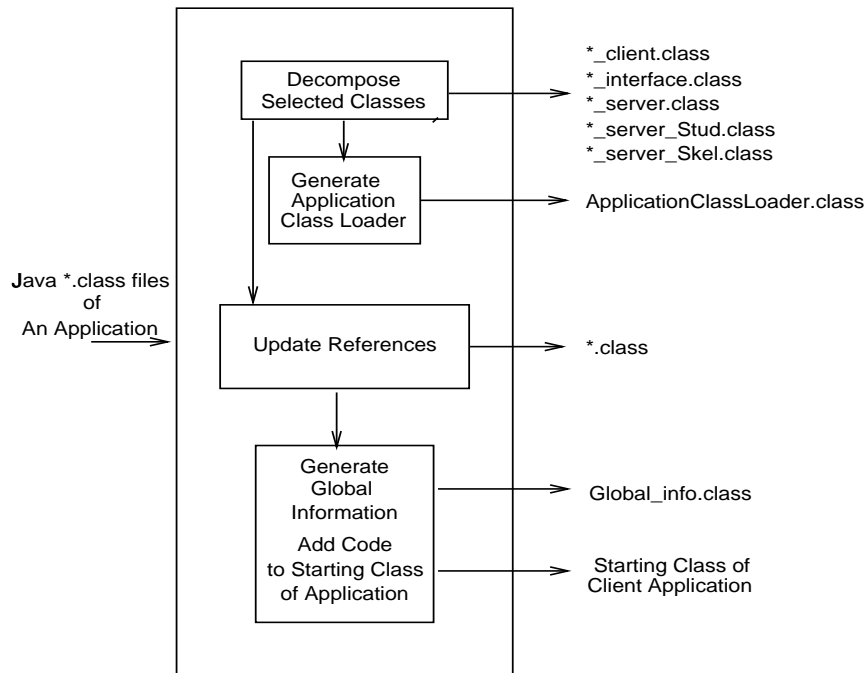 Decompose
Selected Classes
*_client.class
*_interface.class
*_server.class
*_server_Stud.class
*_server_Skel.class
Generate
Application
Class Loader
ApplicationClassLoader.class
Java *.class files
of
An Application
Update References
*.class
Generate
Global
Information
Global_info.class
Add Code
to Starting Class
of Application
Starting Class of
Client Application